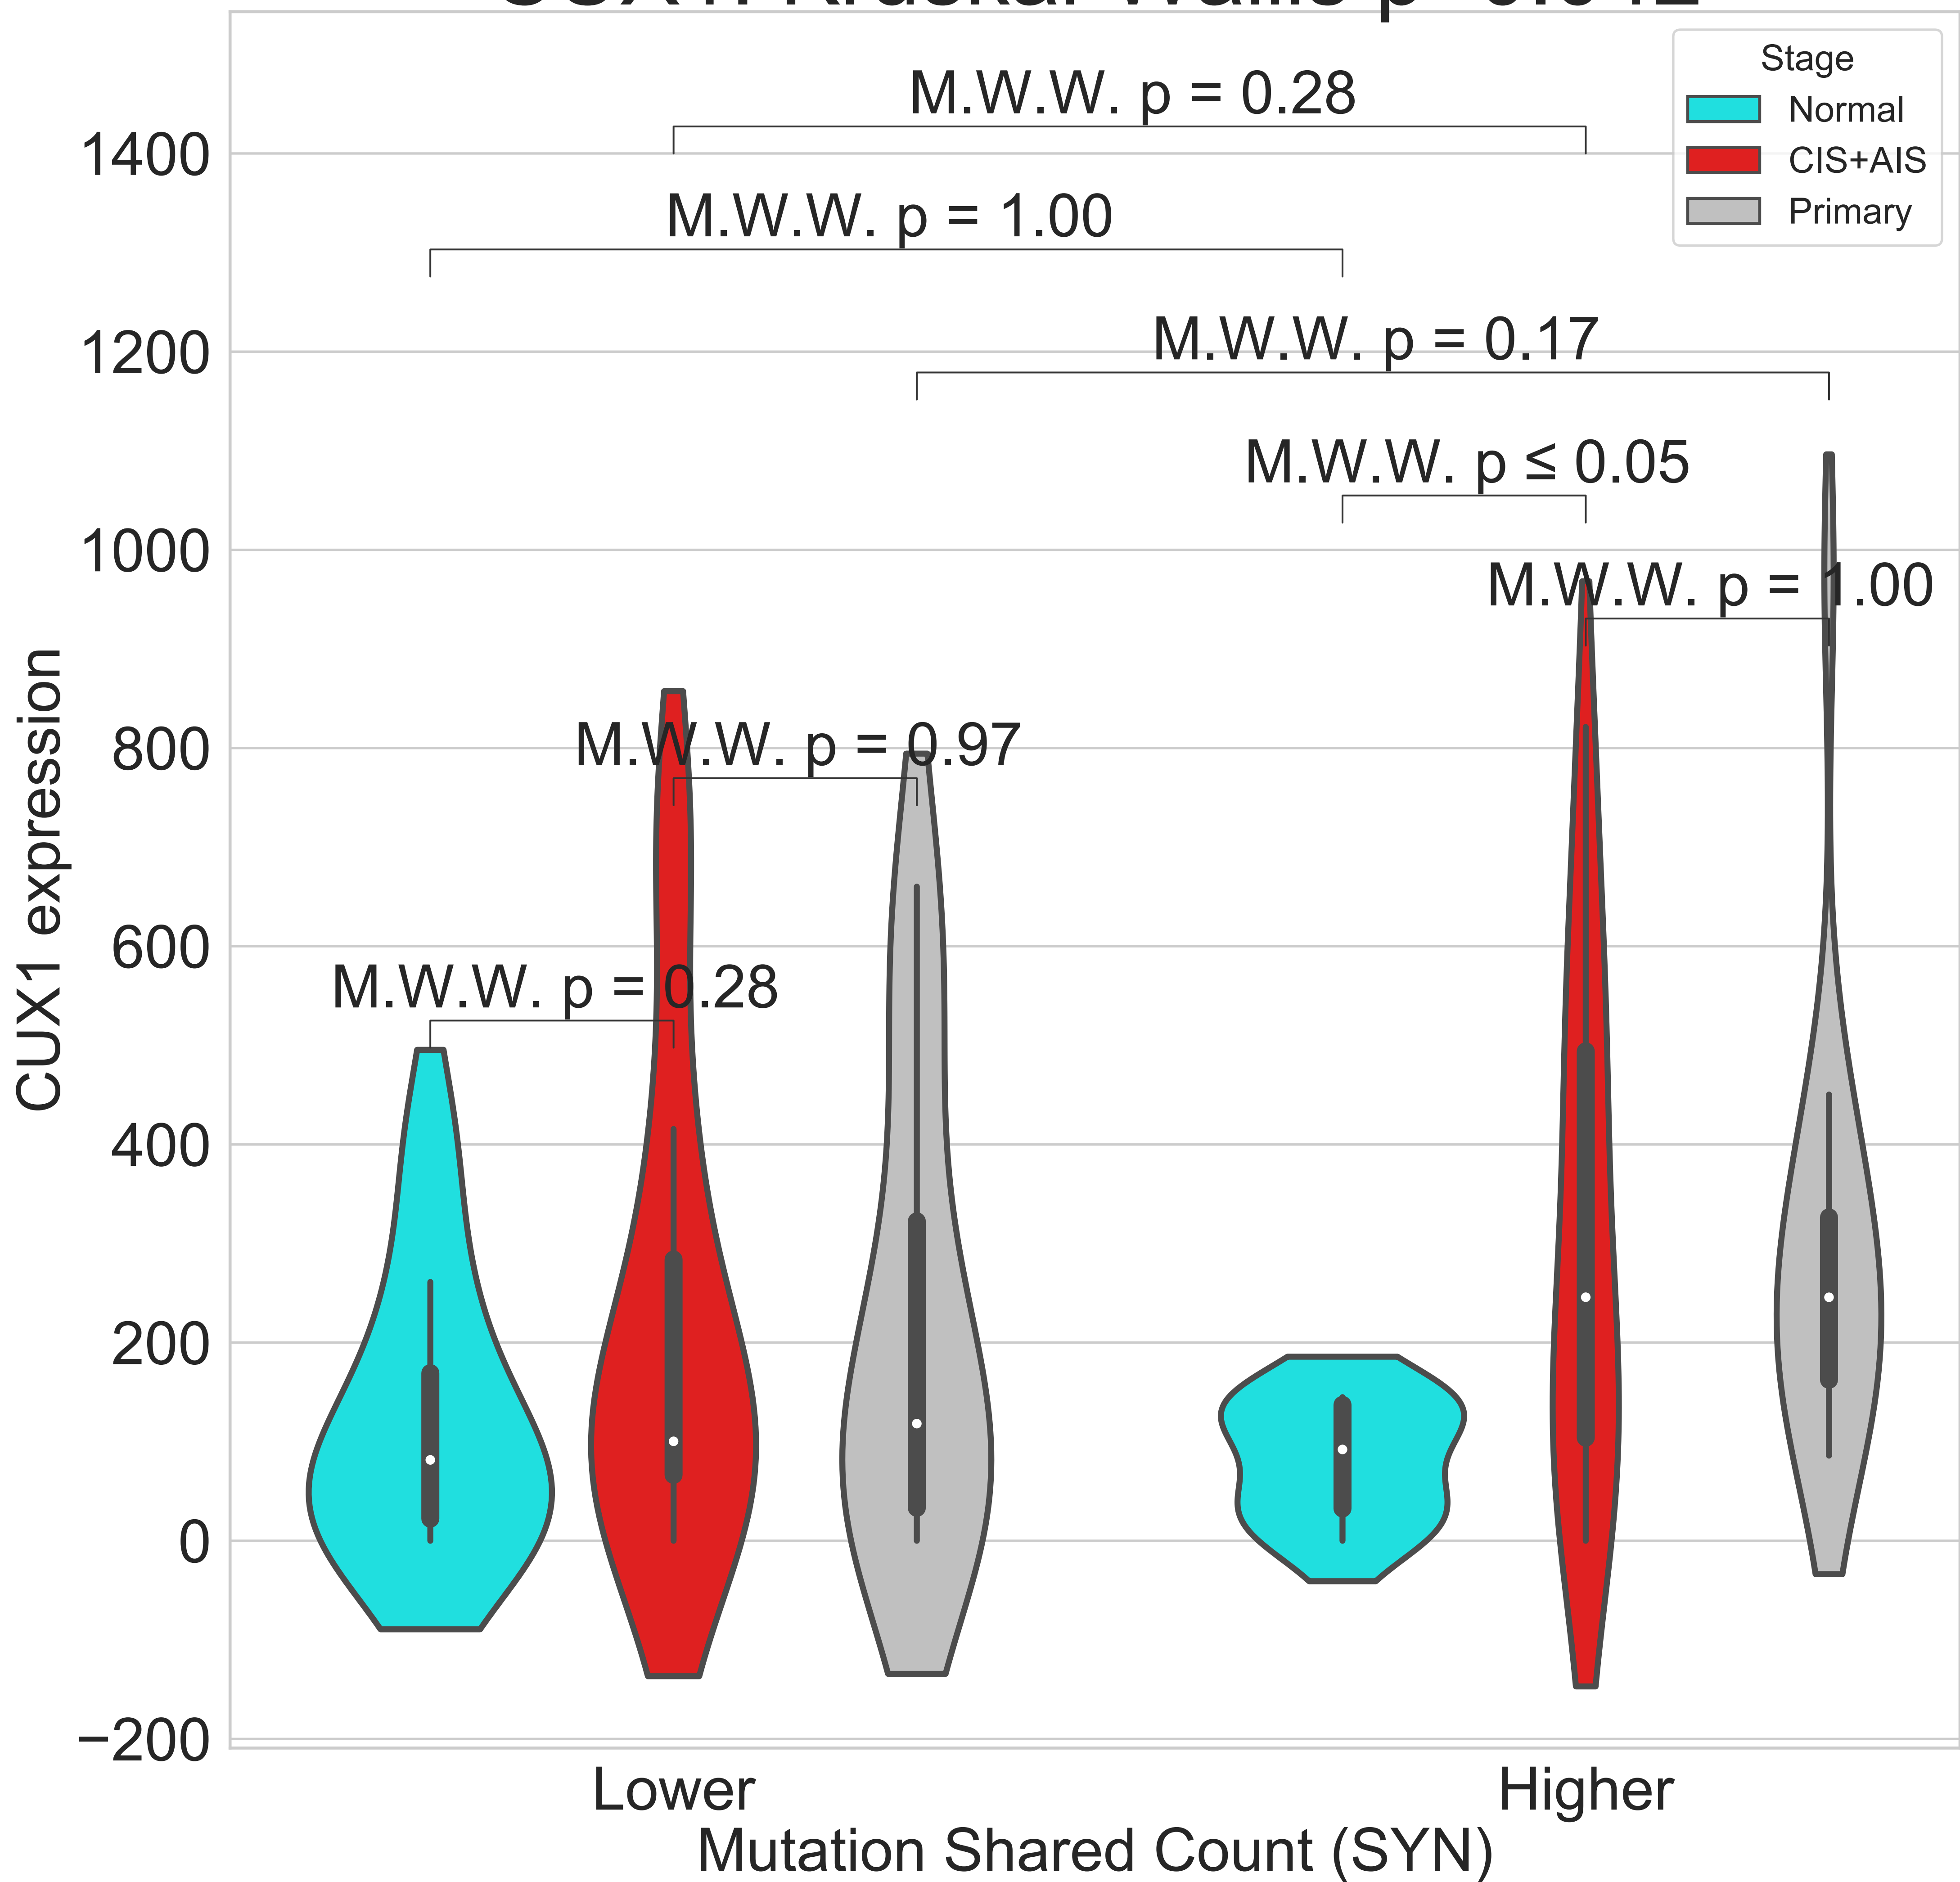 Stage
Normal
CIS+AIS
Primary
M.W.W. p = 0.28
M.W.W. p = 1.00
M.W.W. p = 0.17
M.W.W. p ≤ 0.05
M.W.W. p = 1.00
M.W.W. p = 0.97
M.W.W. p = 0.28
1400
1200
1000
800
600
400
200
0
−200
CUX1 expression
Lower
Higher
Mutation Shared Count (SYN)